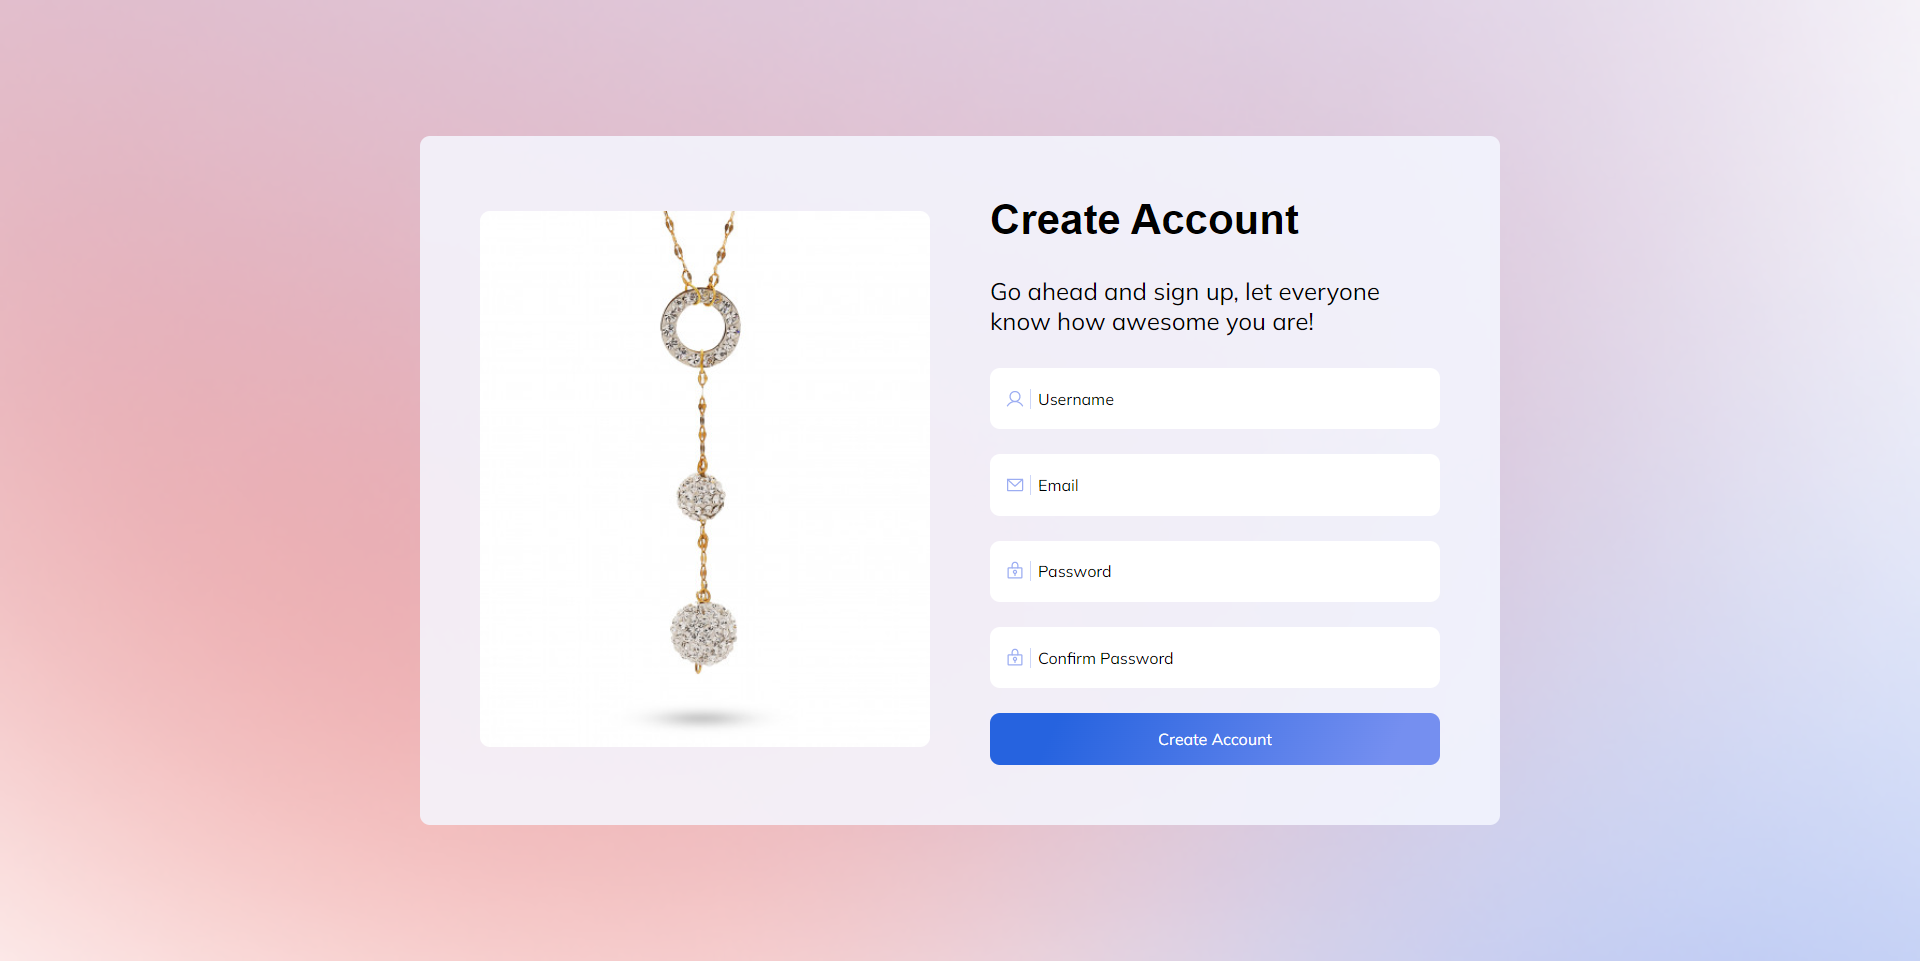 Create Account
Go ahead and sign up, let everyone
know how awesome you are!
Username
Email
Password
Confirm Password
Create Account